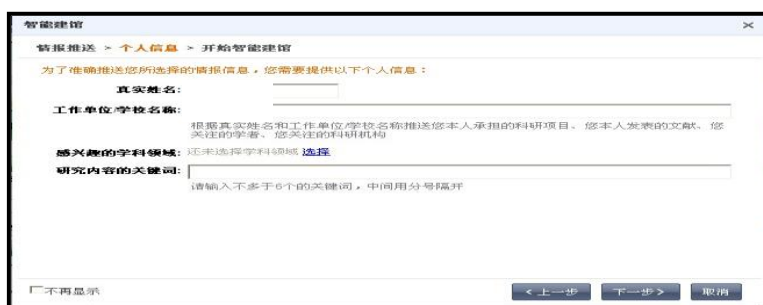 智能建馆
情报推送 > 个人信息 > 开始智能建馆
为了准确推送您所选择的情报信息，您需要提供以下个人信息：
真实姓名：
工作单位/学校名称：
根据真实姓名和工作单位/学校名称推送您本人承担的科研项目、您本人发表的文献、您
关注的学者、您关注的科研机构
感兴趣的学科领域： 还未选择学科领域 选择
研究内容的关键词：
请输入不多于6个的关键词，中间用分号隔开
不再显示 < 上一步 下一步 > 取消